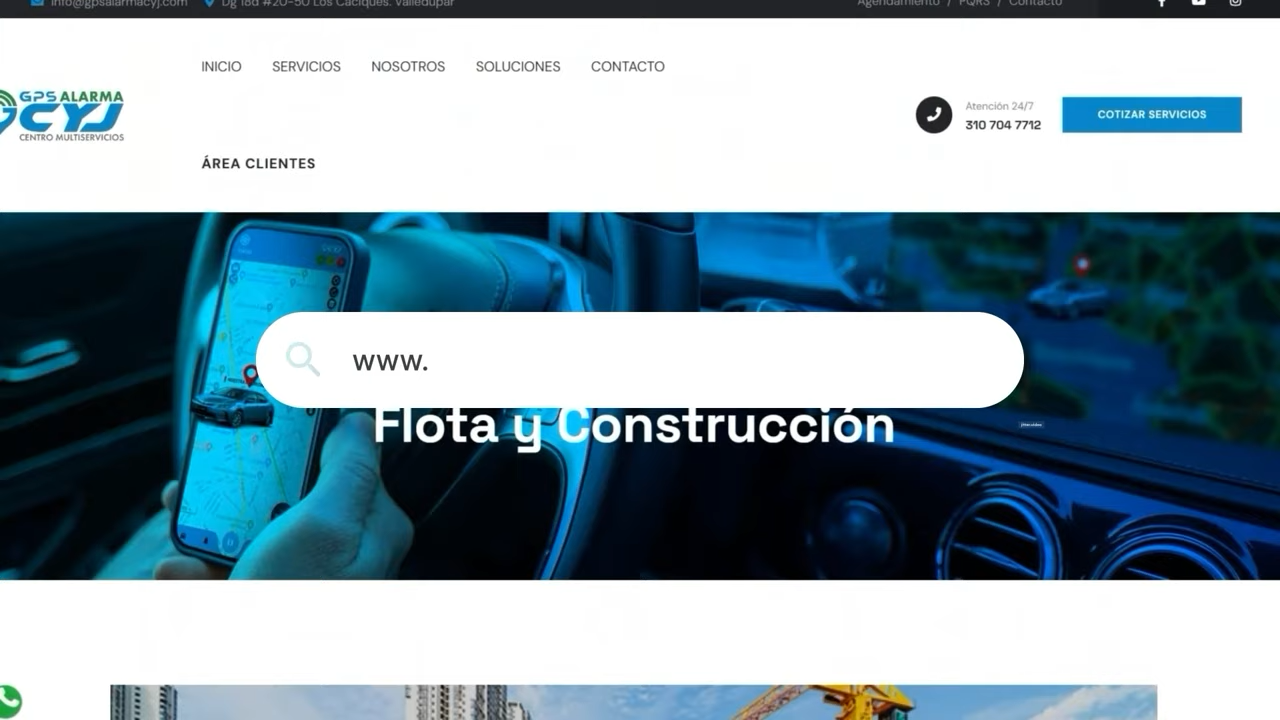 info@gpsalarmacyj.com
Dg 18d #20-50 Los Caciques. Valledupar
Agendamiento / PQRS / Contacto
INICIO SERVICIOS NOSOTROS SOLUCIONES CONTACTO
GPS ALARMA
CYJ
CENTRO MULTISERVICIOS
Atención 24/7
310 704 7712
COTIZAR SERVICIOS
ÁREA CLIENTES
www.
Flota y Construcción